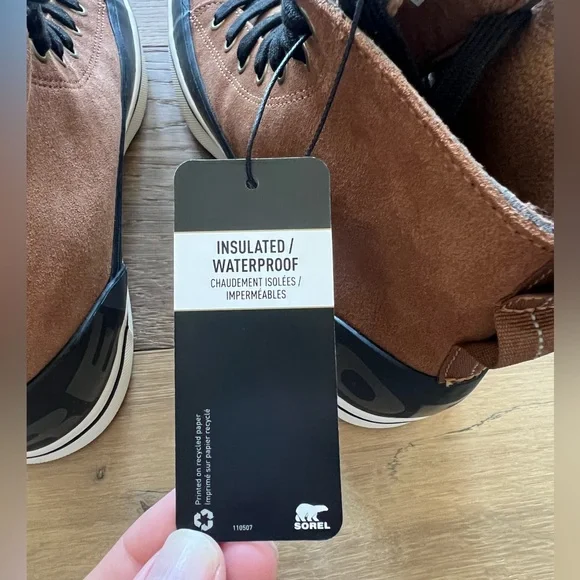 INSULATED /
WATERPROOF
CHAUDEMENT ISOLÉES /
IMPERMÉABLES
Printed on recycled paper
Imprimé sur papier recyclé
110507
SOREL